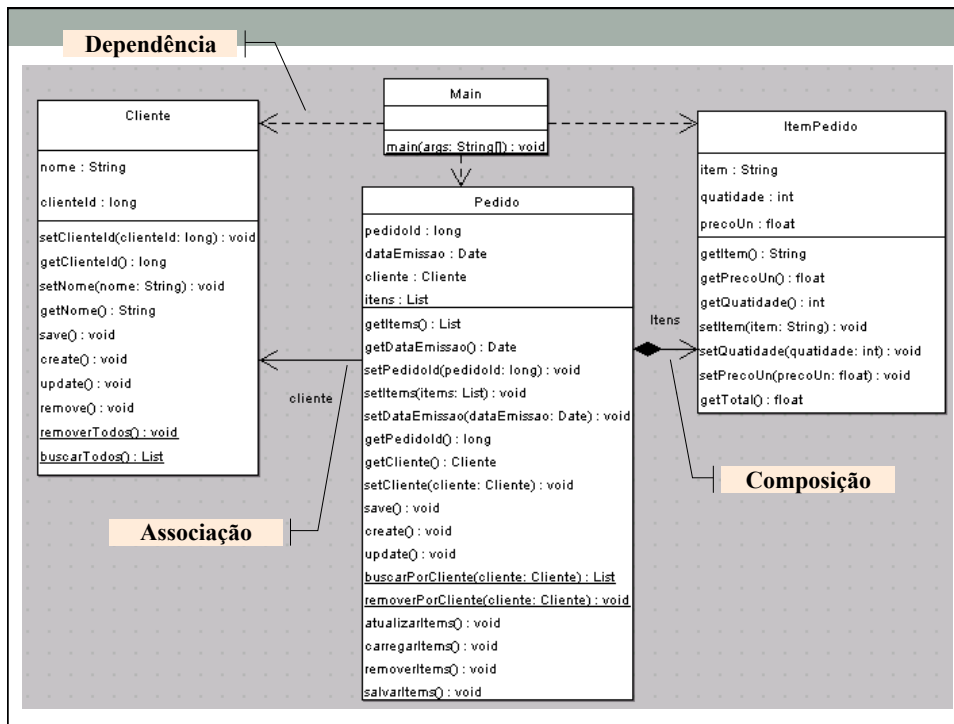 Dependência
Main
main(args: String[]) : void
Cliente
nome : String
clienteId : long
setClienteId(clienteId: long) : void
getClienteId() : long
setNome(nome: String) : void
getNome() : String
save() : void
create() : void
update() : void
remove() : void
removerTodos() : void
buscarTodos() : List
ItemPedido
item : String
quatidade : int
precoUn : float
getItem() : String
getPrecoUn() : float
getQuatidade() : int
setItem(item: String) : void
setQuatidade(quatidade: int) : void
setPrecoUn(precoUn: float) : void
getTotal() : float
Pedido
pedidoId : long
dataEmissao : Date
cliente : Cliente
itens : List
getItems() : List
getDataEmissao() : Date
setPedidoId(pedidoId: long) : void
setItems(items: List) : void
setDataEmissao(dataEmissao: Date) : void
getPedidoId() : long
getCliente() : Cliente
setCliente(cliente: Cliente) : void
save() : void
create() : void
update() : void
buscarPorCliente(cliente: Cliente) : List
removerPorCliente(cliente: Cliente) : void
atualizarItems() : void
carregarItems() : void
removerItems() : void
salvarItems() : void
Itens
cliente
Composição
Associação